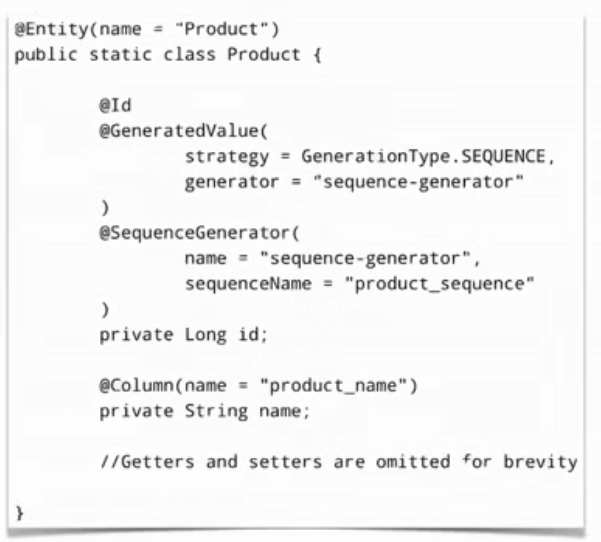 @Entity(name = "Product")
public static class Product {
@Id
@GeneratedValue(
strategy = GenerationType.SEQUENCE,
generator = "sequence-generator"
)
@SequenceGenerator(
name = "sequence-generator",
sequenceName = "product_sequence"
)
private Long id;
@Column(name = "product_name")
private String name;
//Getters and setters are omitted for brevity
}